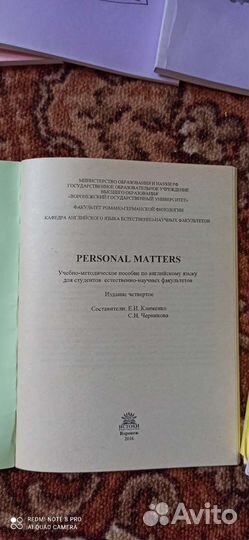 МИНИСТЕРСТВО ОБРАЗОВАНИЯ И НАУКИ РФ
ГОСУДАРСТВЕННОЕ ОБРАЗОВАТЕЛЬНОЕ УЧРЕЖДЕНИЕ
ВЫСШЕГО ОБРАЗОВАНИЯ
«ВОРОНЕЖСКИЙ ГОСУДАРСТВЕННЫЙ УНИВЕРСИТЕТ»
ФАКУЛЬТЕТ РОМАНО-ГЕРМАНСКОЙ ФИЛОЛОГИИ
КАФЕДРА АНГЛИЙСКОГО ЯЗЫКА ЕСТЕСТВЕННО-НАУЧНЫХ ФАКУЛЬТЕТОВ
PERSONAL MATTERS
Учебно-методическое пособие по английскому языку
для студентов естественно-научных факультетов
Издание четвертое
Составители: Е.И. Клименко
С.Н. Черникова
ИСТОКИ
Воронеж
2016
REDMI NOTE 8 PRO
AI QUAD CAMERA
Avito